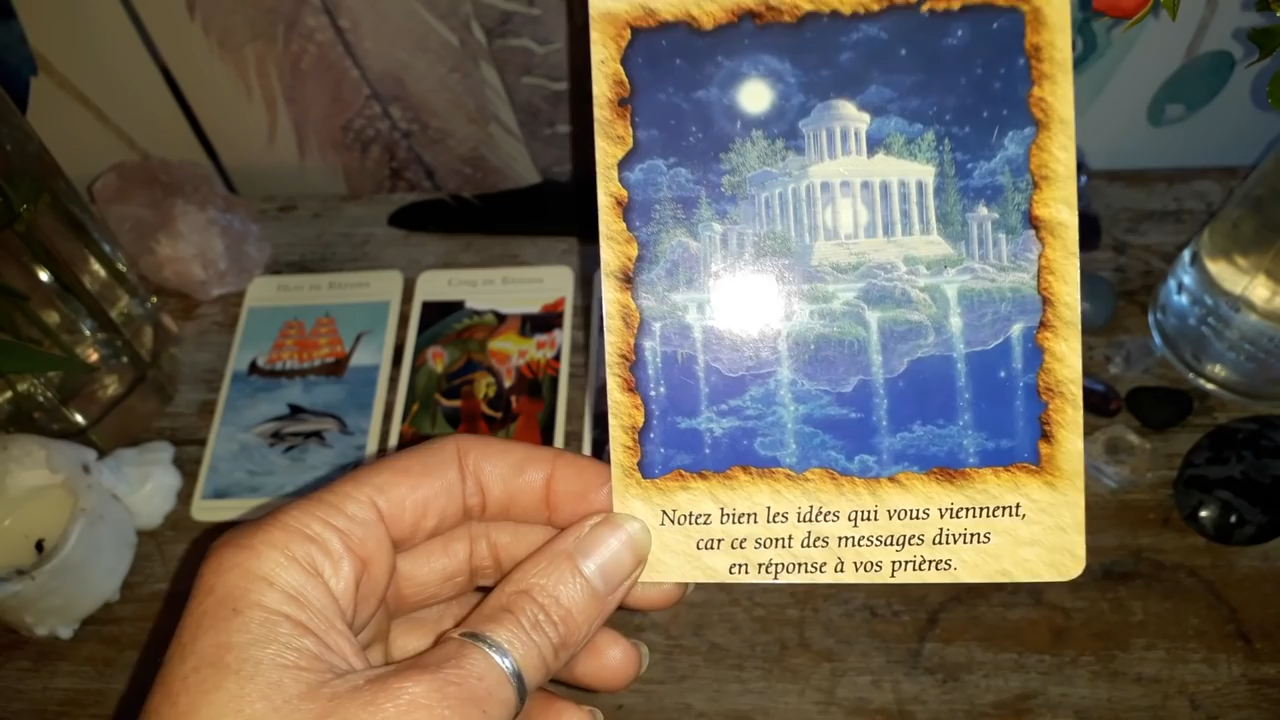 Notez bien les idées qui vous viennent,
car ce sont des messages divins
en réponse à vos prières.